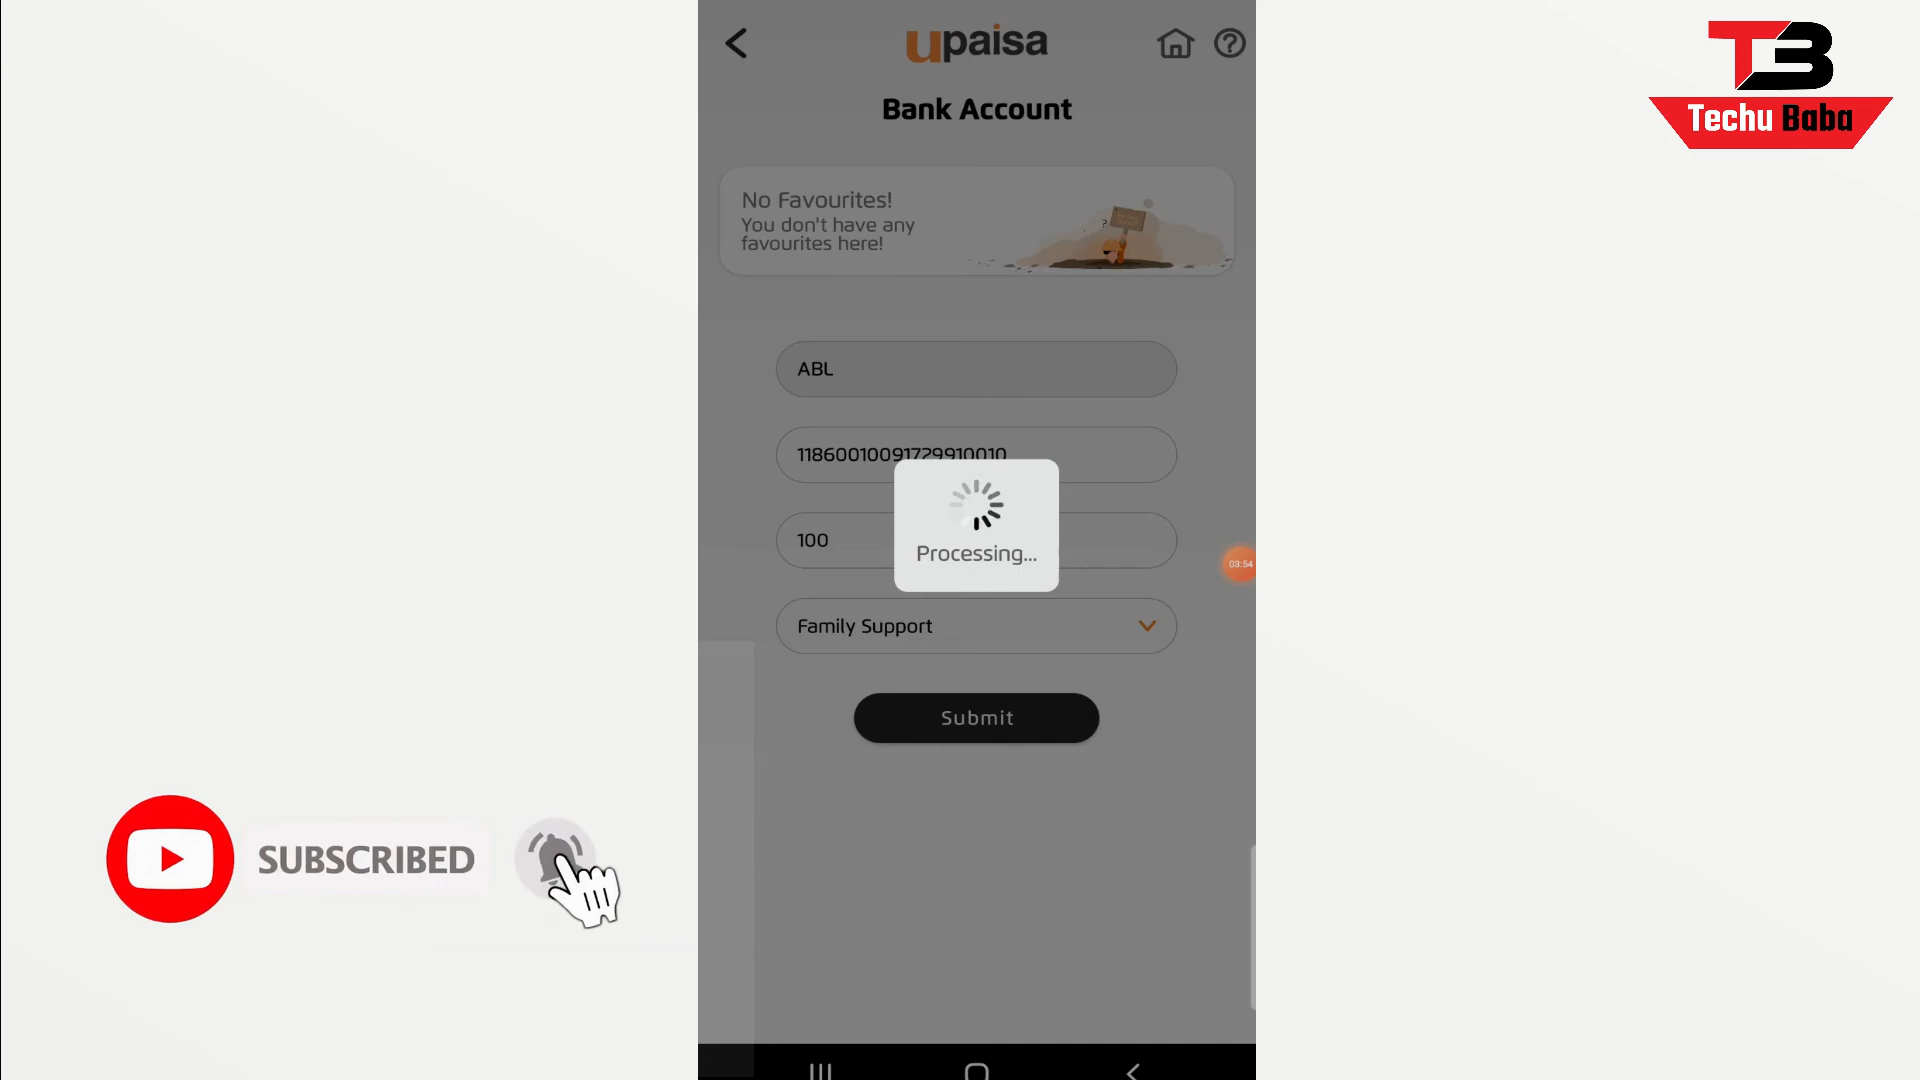 upaisa
Bank Account
No Favourites!
You don't have any
favourites here!
ABL
11860010091729910010
100
Processing...
03:54
Family Support
Submit
SUBSCRIBED
TB
Techu Baba